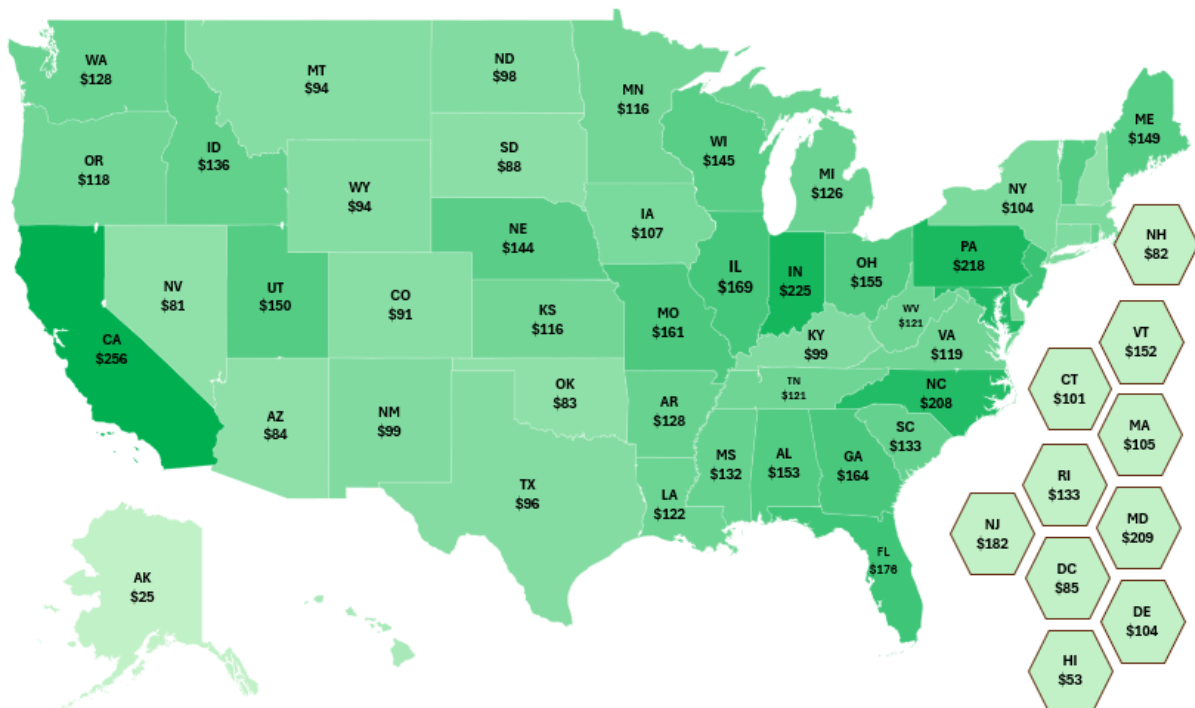 WA
$128
MT
$94
ND
$98
MN
$116
ME
$149
OR
$118
ID
$136
SD
$88
WI
$145
MI
$126
NY
$104
WY
$94
IA
$107
NH
$82
NE
$144
PA
$218
NV
$81
UT
$150
CO
$91
IL
$169
IN
$225
OH
$155
KS
$116
MO
$161
WV
$121
VA
$119
KY
$99
CA
$256
VT
$152
CT
$101
OK
$83
TN
$121
NC
$208
AZ
$84
NM
$99
AR
$128
SC
$133
MA
$105
MS
$132
AL
$153
GA
$164
RI
$133
TX
$96
LA
$122
NJ
$182
MD
$209
FL
$176
DC
$85
AK
$25
DE
$104
HI
$53